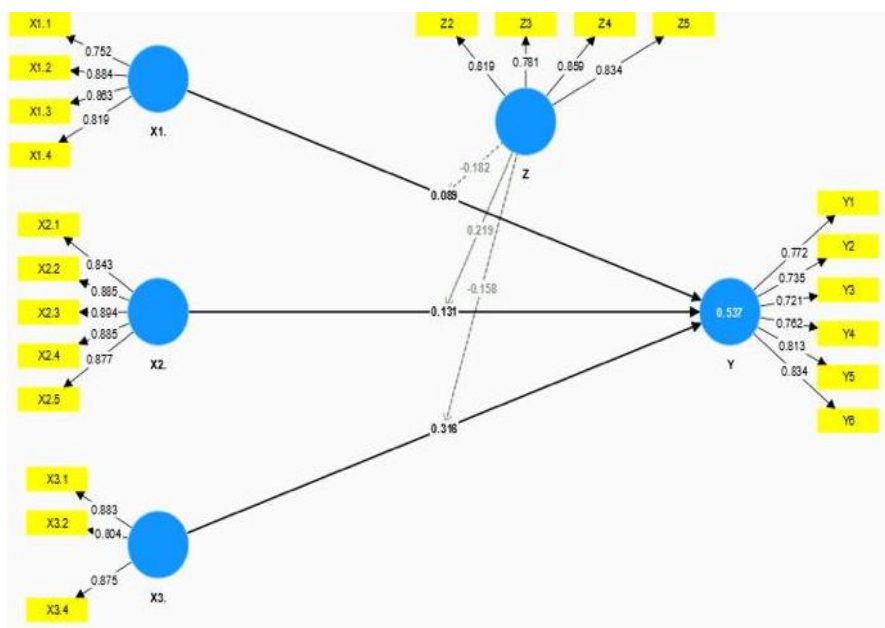 X1.1
X1.2
X1.3
X1.4
0.752
0.884
0.863
0.819
X1.
Z2
Z3
Z4
Z5
0.819
0.781
0.859
0.834
Z
-0.182
0.089
0.219
-0.158
X2.1
X2.2
X2.3
X2.4
X2.5
0.843
0.885
0.894
0.885
0.877
X2.
0.131
0.316
Y1
Y2
Y3
Y4
Y5
Y6
0.772
0.735
0.721
0.762
0.813
0.834
0.537
Y
X3.1
X3.2
X3.4
0.883
0.804
0.875
X3.